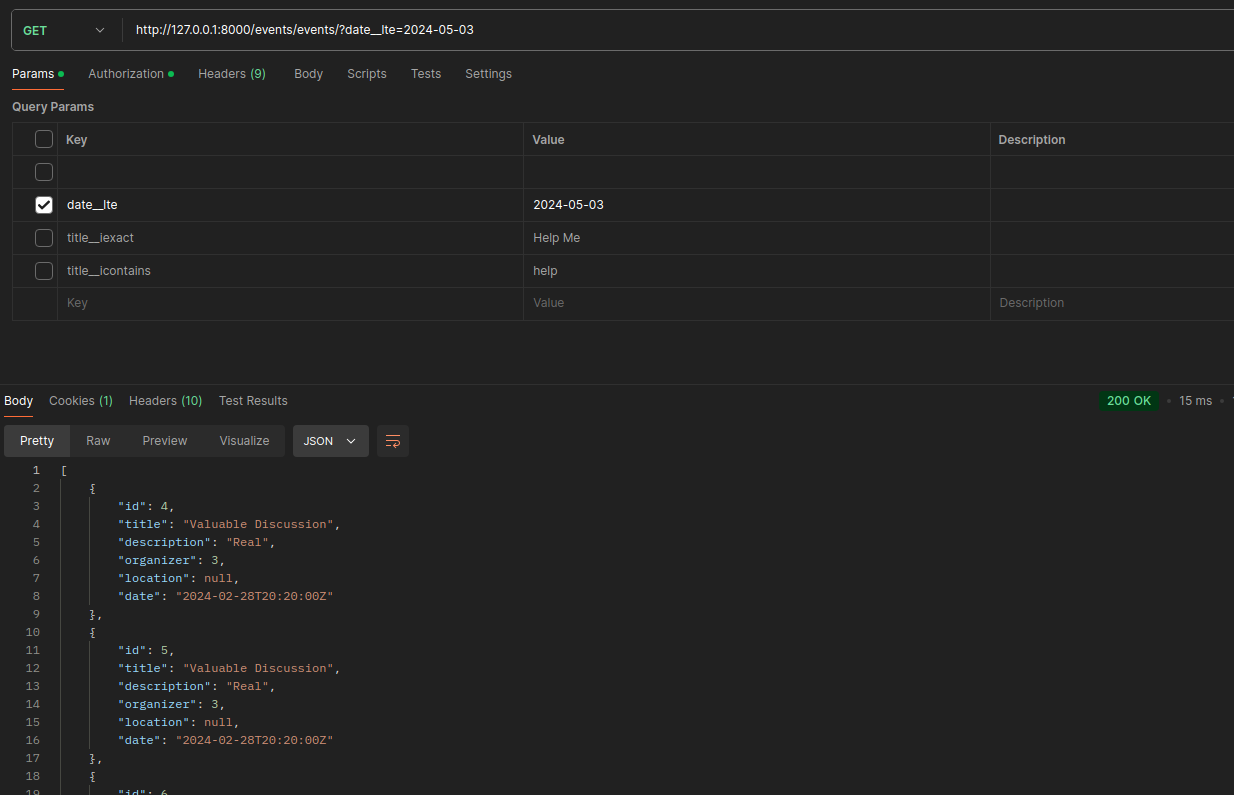 GET http://127.0.0.1:8000/events/events/?date__lte=2024-05-03
Params Authorization Headers (9) Body Scripts Tests Settings
Query Params
Key Value Description
date__lte 2024-05-03
title__iexact Help Me
title__icontains help
Key Value Description
Body Cookies (1) Headers (10) Test Results 200 OK 15 ms
Pretty Raw Preview Visualize JSON
1 [
2 {
3 "id": 4,
4 "title": "Valuable Discussion",
5 "description": "Real",
6 "organizer": 3,
7 "location": null,
8 "date": "2024-02-28T20:20:00Z"
9 },
10 {
11 "id": 5,
12 "title": "Valuable Discussion",
13 "description": "Real",
14 "organizer": 3,
15 "location": null,
16 "date": "2024-02-28T20:20:00Z"
17 },
18 {
19 "id": 6